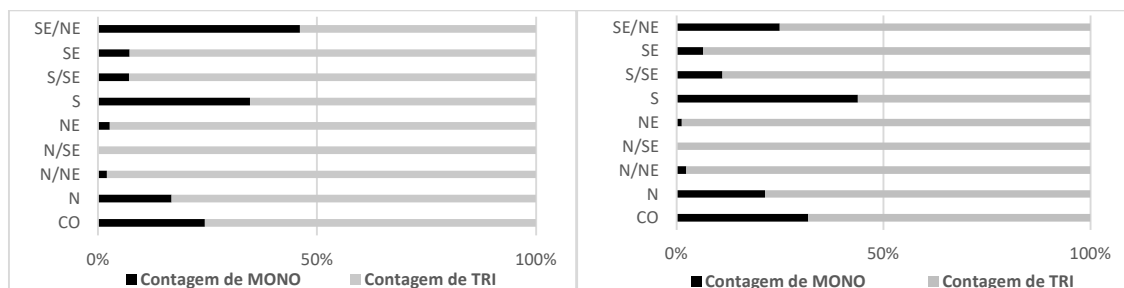 SE/NE
SE
S/SE
S
NE
N/SE
N/NE
N
CO
0% 50% 100%
Contagem de MONO Contagem de TRI
SE/NE
SE
S/SE
S
NE
N/SE
N/NE
N
CO
0% 50% 100%
Contagem de MONO Contagem de TRI